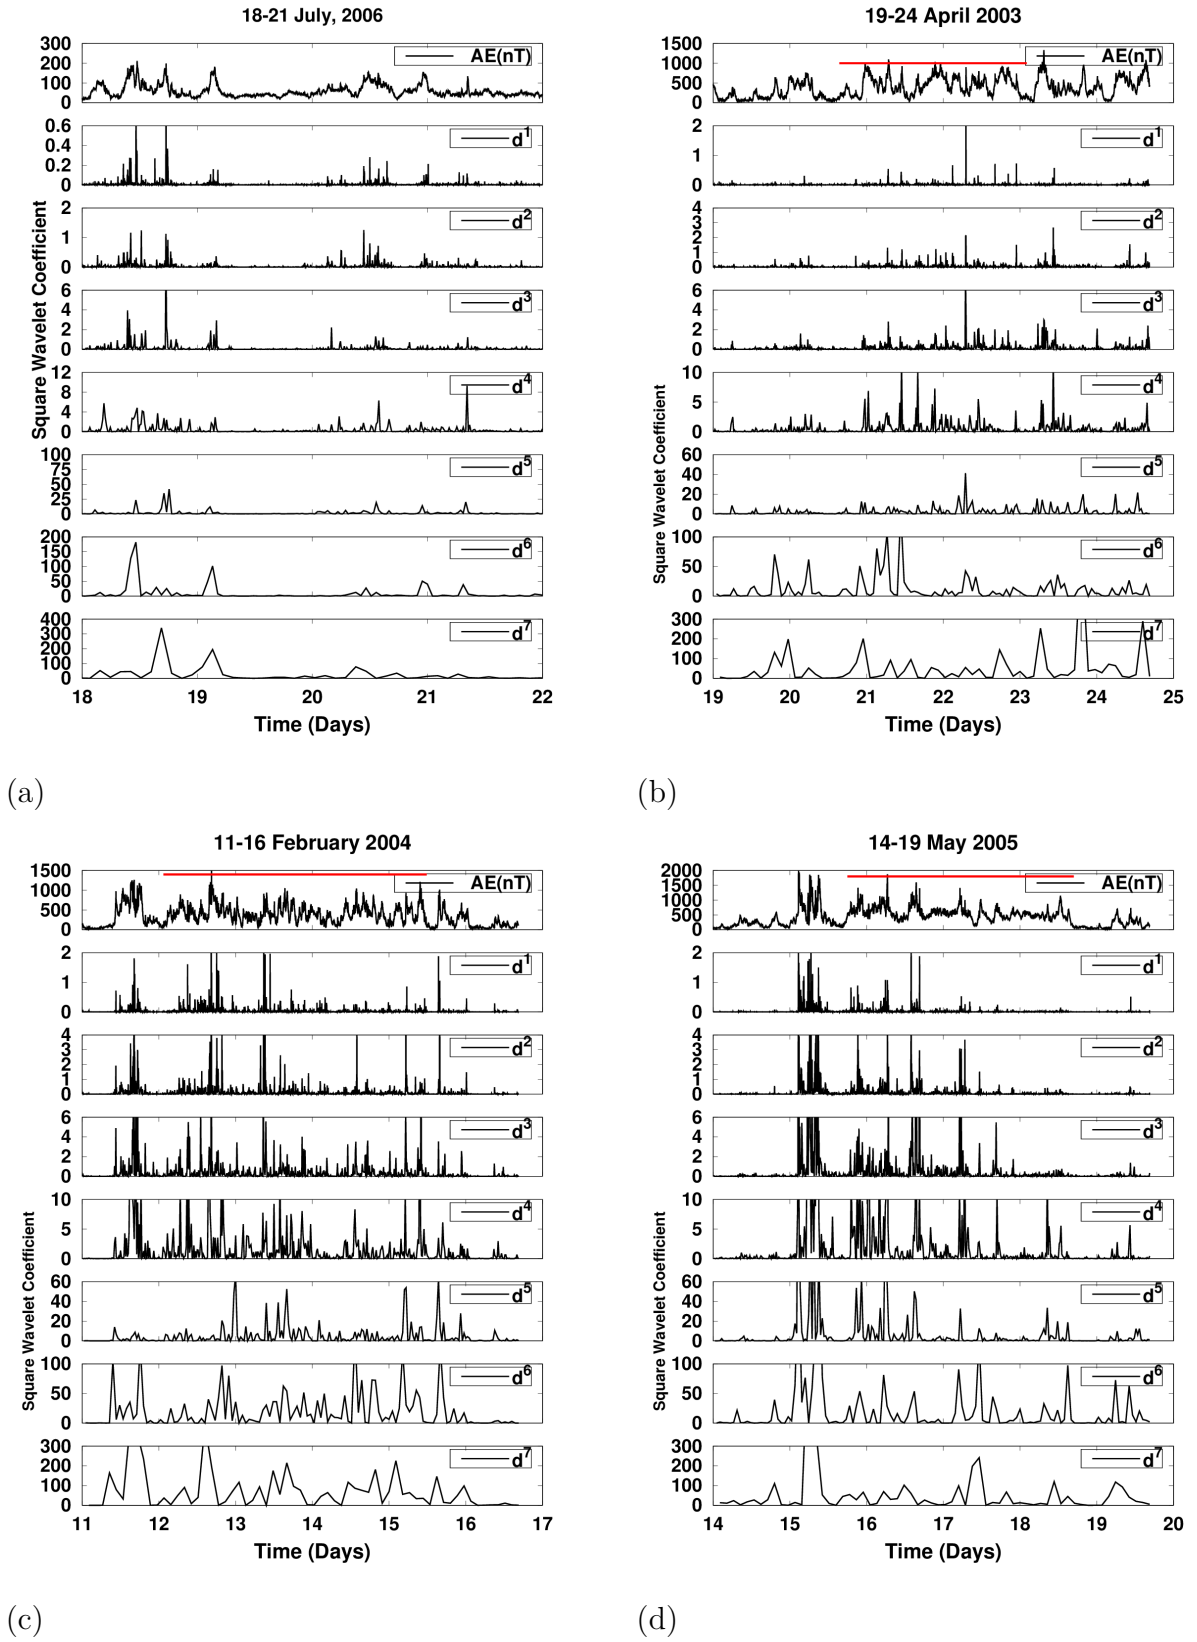 18-21 July, 2006
AE(nT)
300
200
100
0
d1
0.6
0.4
0.2
0
d2
2
1
0
d3
6
4
2
0
d4
12
8
4
0
d5
100
75
50
25
0
d6
200
150
100
50
0
d7
400
300
200
100
0
18 19 20 21 22
Square Wavelet Coefficient
Time (Days)
(a)
19-24 April 2003
AE(nT)
1500
1000
500
0
d1
2
1
0
d2
4
3
2
1
0
d3
6
4
2
0
d4
10
5
0
d5
60
40
20
0
d6
100
50
0
d7
300
200
100
0
19 20 21 22 23 24 25
Square Wavelet Coefficient
Time (Days)
(b)
11-16 February 2004
AE(nT)
1500
1000
500
0
d1
2
1
0
d2
4
3
2
1
0
d3
6
4
2
0
d4
10
5
0
d5
60
40
20
0
d6
100
50
0
d7
300
200
100
0
11 12 13 14 15 16 17
Square Wavelet Coefficient
Time (Days)
(c)
14-19 May 2005
AE(nT)
2000
1500
1000
500
0
d1
2
1
0
d2
4
3
2
1
0
d3
6
4
2
0
d4
10
5
0
d5
60
40
20
0
d6
100
50
0
d7
300
200
100
0
14 15 16 17 18 19 20
Square Wavelet Coefficient
Time (Days)
(d)